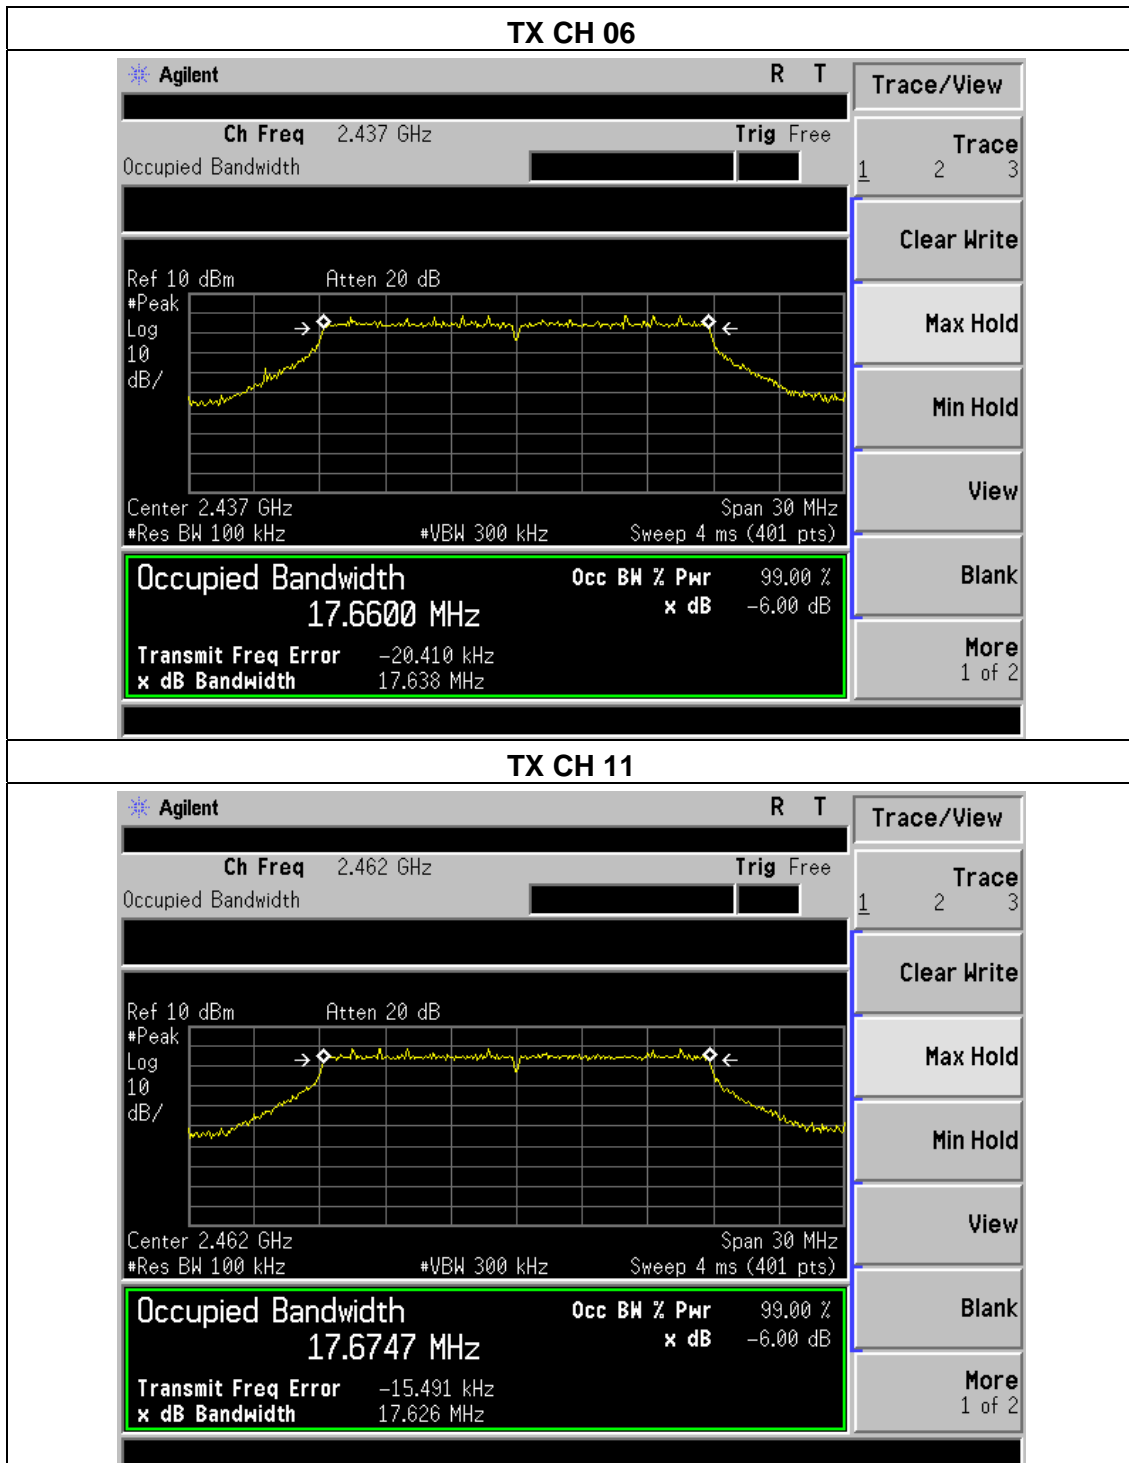 TX CH 06
Agilent R T
Trace/View
Ch Freq 2.437 GHz Trig Free
Occupied Bandwidth
Trace
1 2 3
Clear Write
Max Hold
Min Hold
View
Blank
More
1 of 2
Ref 10 dBm Atten 20 dB
#Peak
Log
10
dB/
Center 2.437 GHz Span 30 MHz
#Res BW 100 kHz #VBW 300 kHz Sweep 4 ms (401 pts)
Occupied Bandwidth Occ BW % Pwr 99.00 %
17.6600 MHz x dB -6.00 dB
Transmit Freq Error -20.410 kHz
x dB Bandwidth 17.638 MHz
TX CH 11
Agilent R T
Trace/View
Ch Freq 2.462 GHz Trig Free
Occupied Bandwidth
Trace
1 2 3
Clear Write
Max Hold
Min Hold
View
Blank
More
1 of 2
Ref 10 dBm Atten 20 dB
#Peak
Log
10
dB/
Center 2.462 GHz Span 30 MHz
#Res BW 100 kHz #VBW 300 kHz Sweep 4 ms (401 pts)
Occupied Bandwidth Occ BW % Pwr 99.00 %
17.6747 MHz x dB -6.00 dB
Transmit Freq Error -15.491 kHz
x dB Bandwidth 17.626 MHz